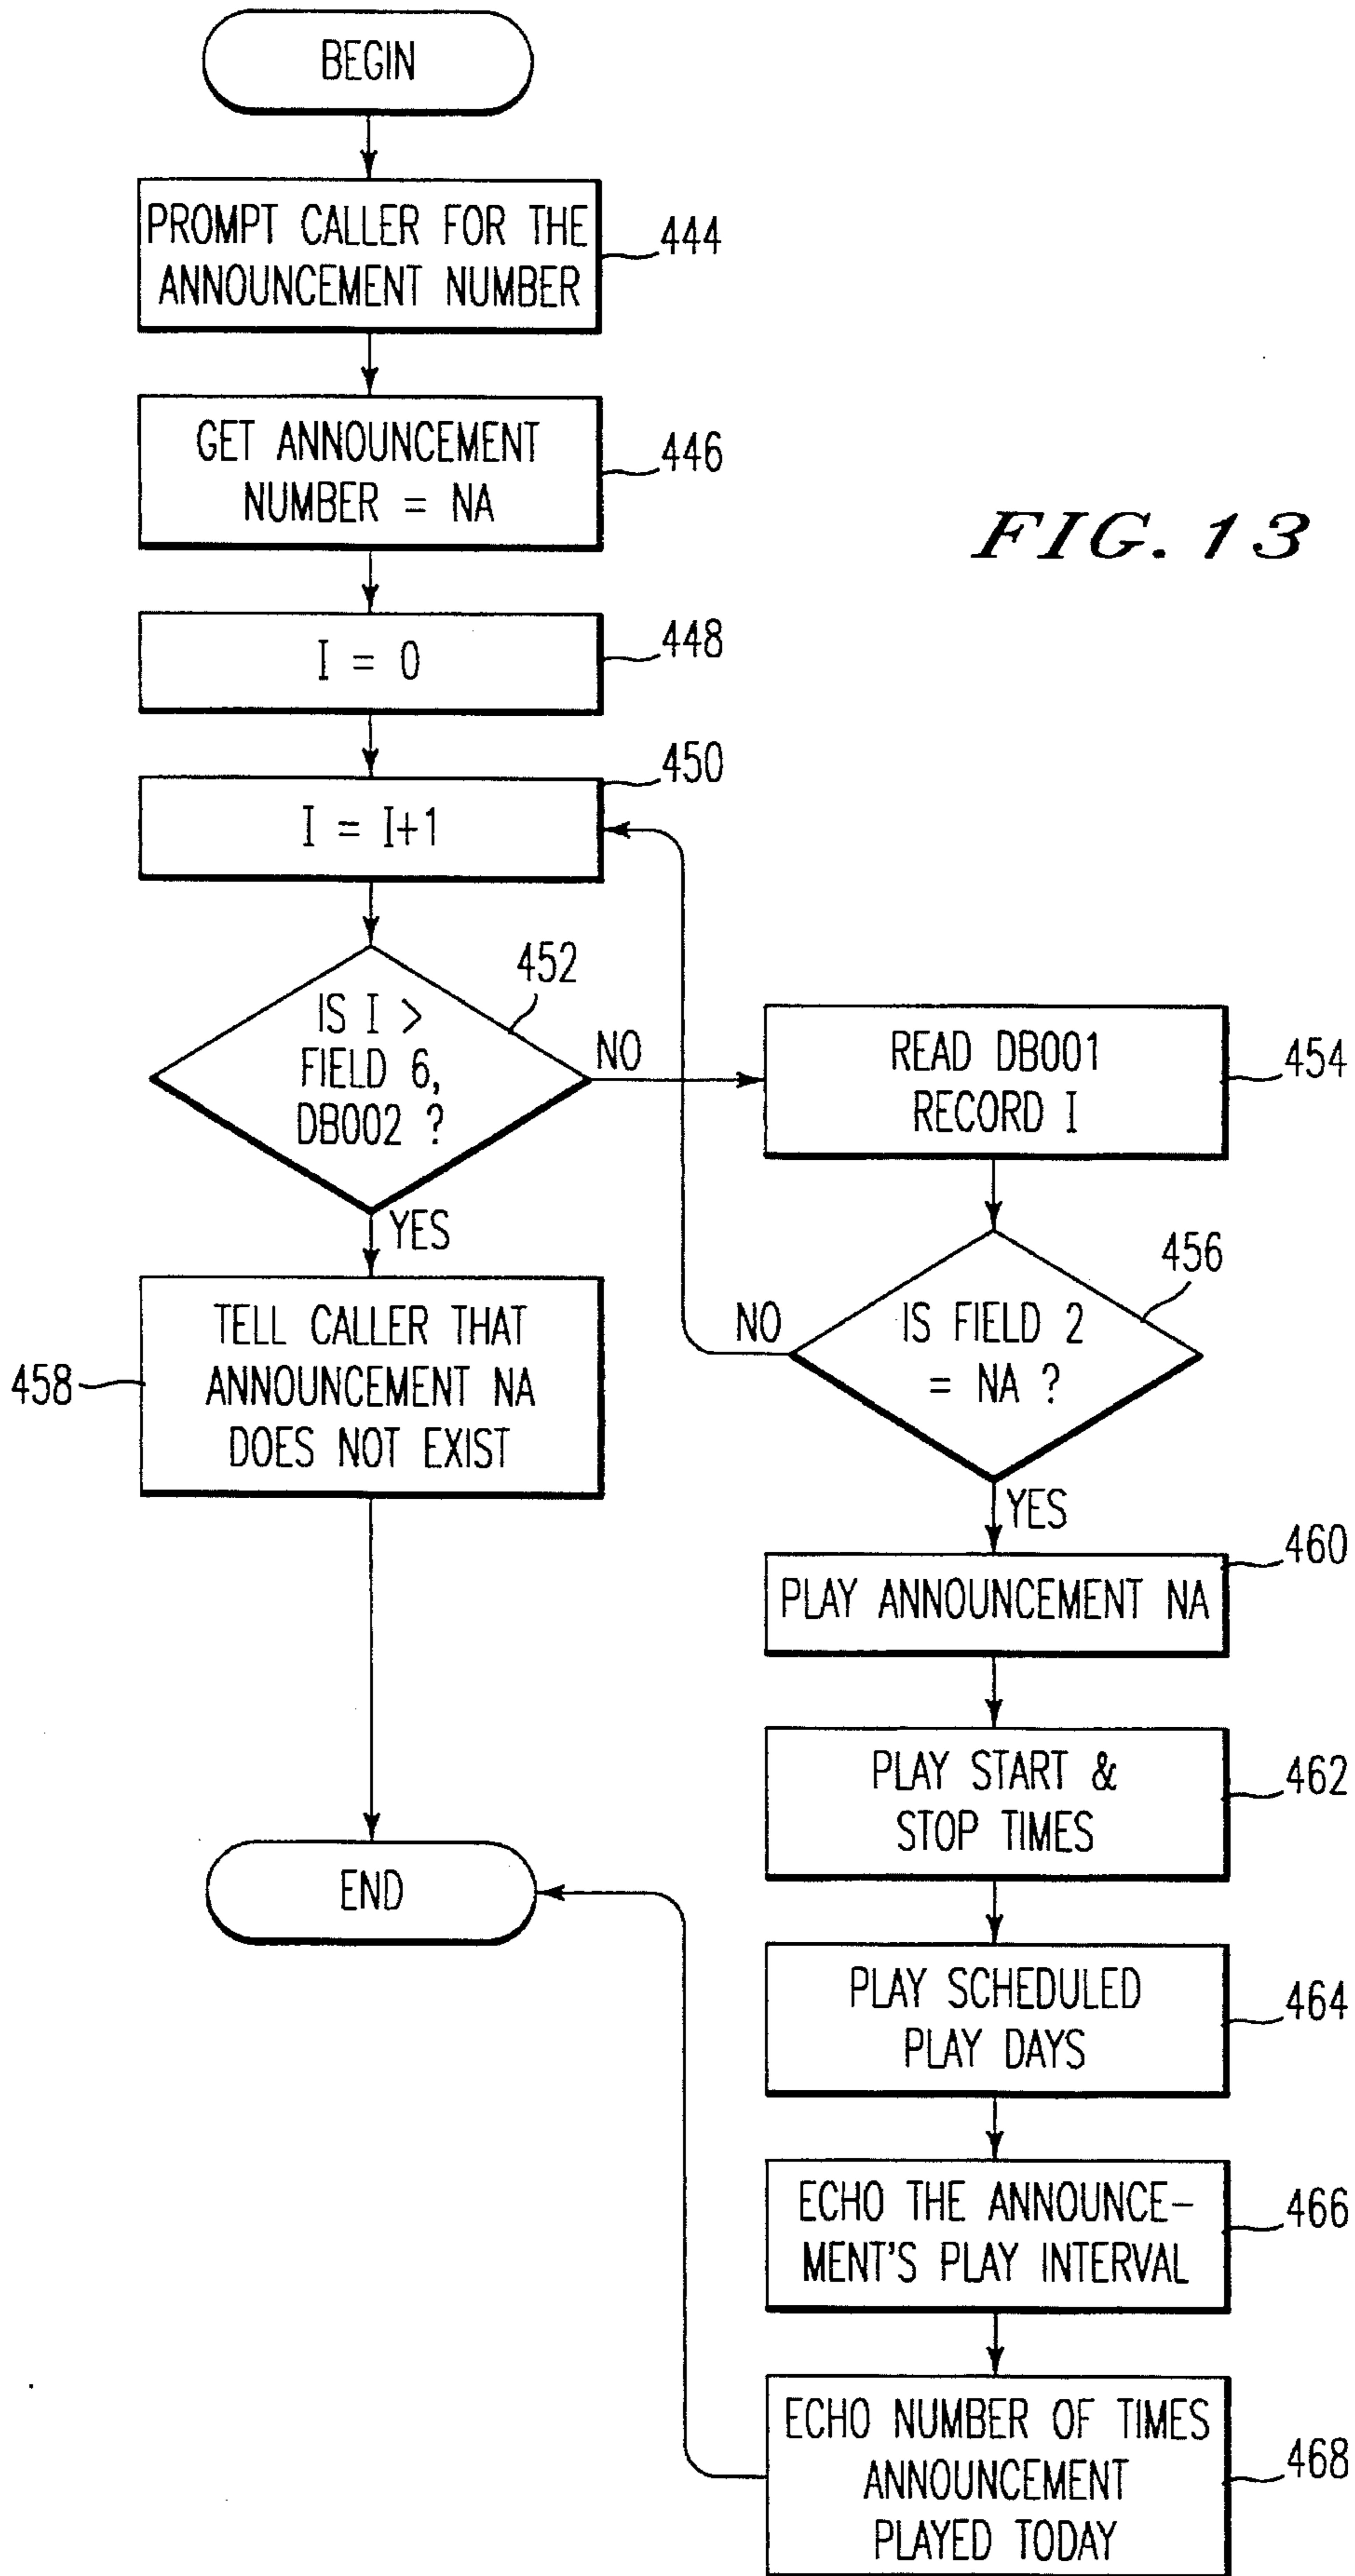 BEGIN
PROMPT CALLER FOR THE
ANNOUNCEMENT NUMBER
444
GET ANNOUNCEMENT
NUMBER = NA
446
FIG. 13
I = 0
448
I = I+1
450
IS I >
FIELD 6,
DB002 ?
452
NO
YES
READ DB001
RECORD I
454
IS FIELD 2
= NA ?
456
NO
YES
TELL CALLER THAT
ANNOUNCEMENT NA
DOES NOT EXIST
458
PLAY ANNOUNCEMENT NA
460
PLAY START &
STOP TIMES
462
END
PLAY SCHEDULED
PLAY DAYS
464
ECHO THE ANNOUNCE-
MENT'S PLAY INTERVAL
466
ECHO NUMBER OF TIMES
ANNOUNCEMENT
PLAYED TODAY
468